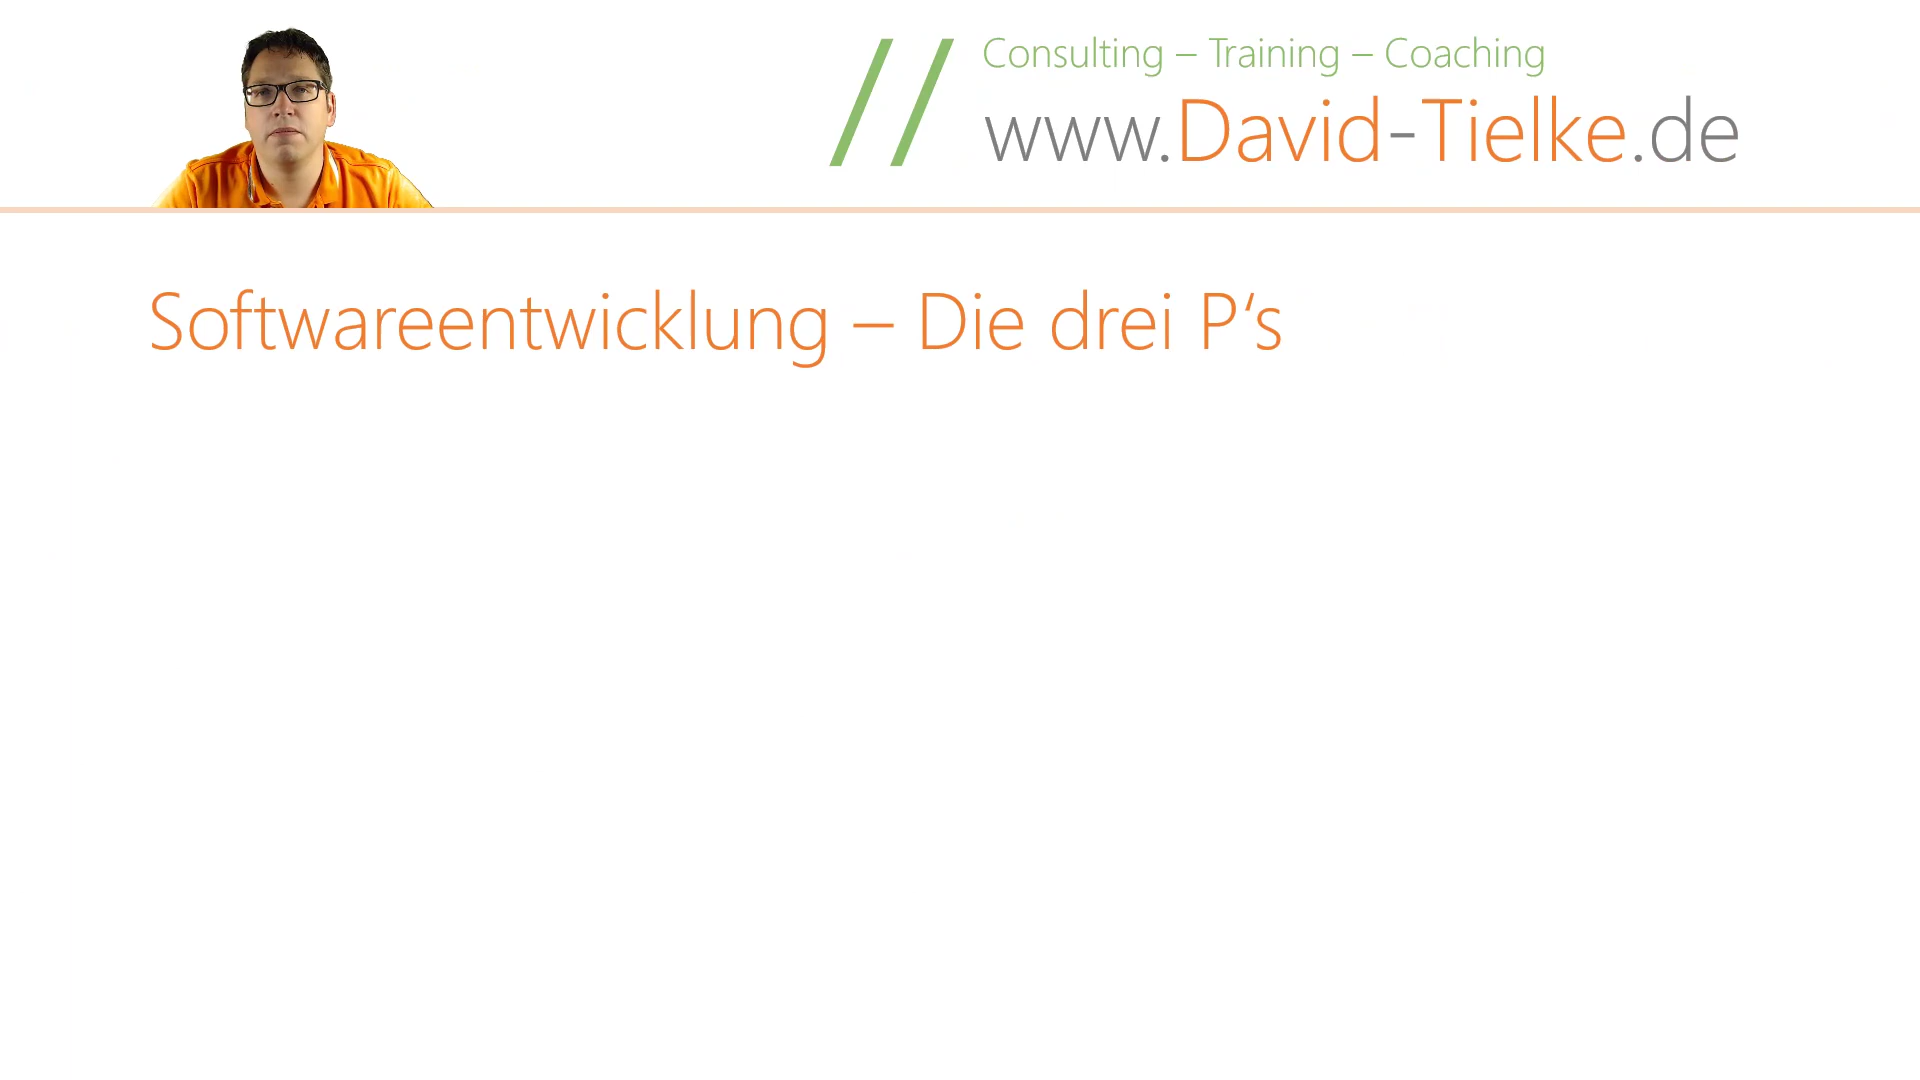 // Consulting – Training – Coaching
www.David-Tielke.de
Softwareentwicklung – Die drei P‘s